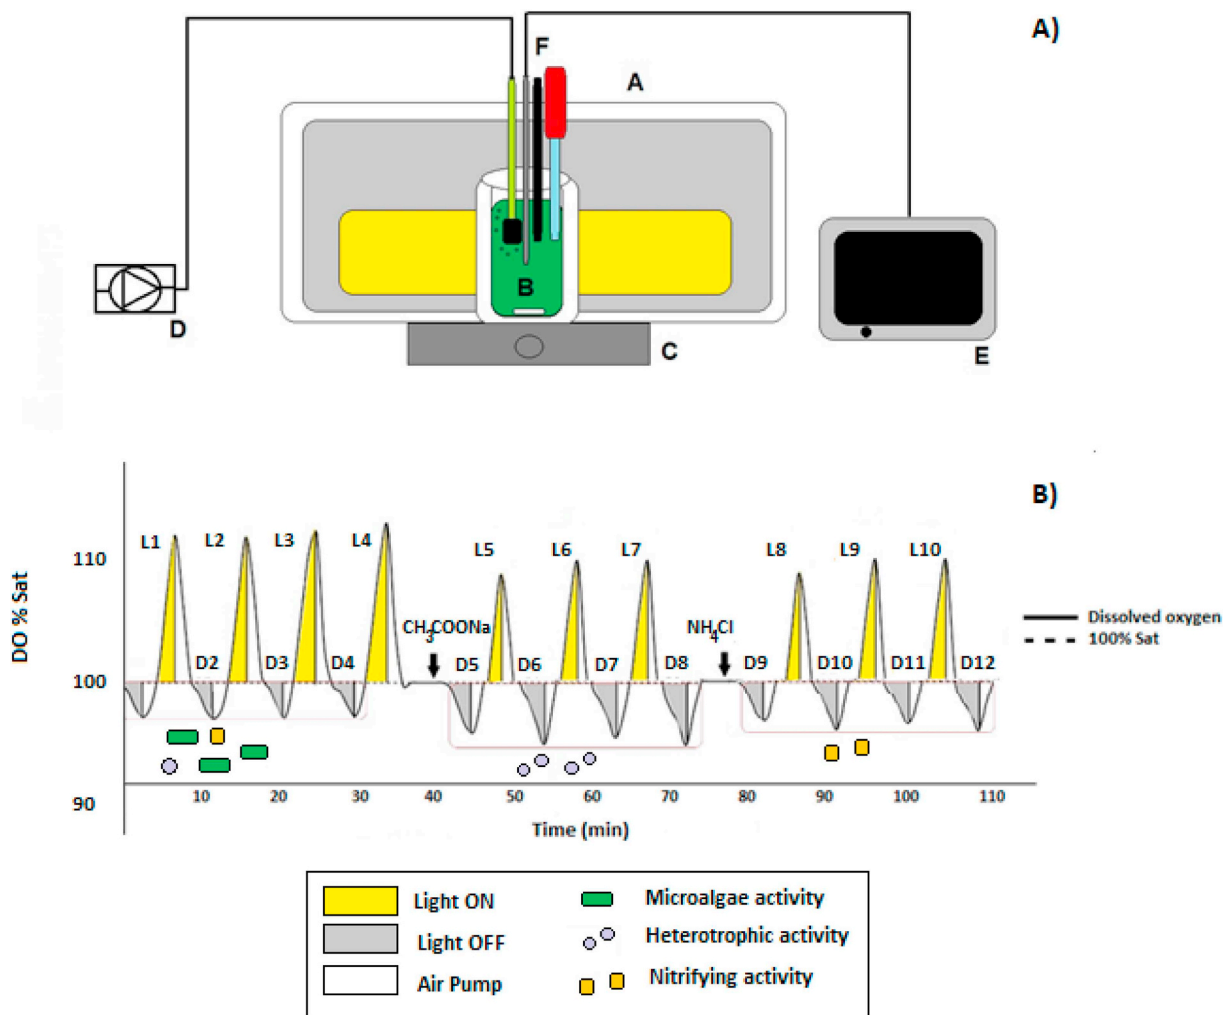 A)
F
A
B
D
C
E
B)
DO % Sat
110
100
90
L1 L2 L3 L4 L5 L6 L7 L8 L9 L10
CH3COONa
NH4Cl
D2 D3 D4 D5 D6 D7 D8 D9 D10 D11 D12
Dissolved oxygen
100% Sat
10 20 30 40 50 60 70 80 90 100 110
Time (min)
Light ON
Microalgae activity
Light OFF
Heterotrophic activity
Air Pump
Nitrifying activity